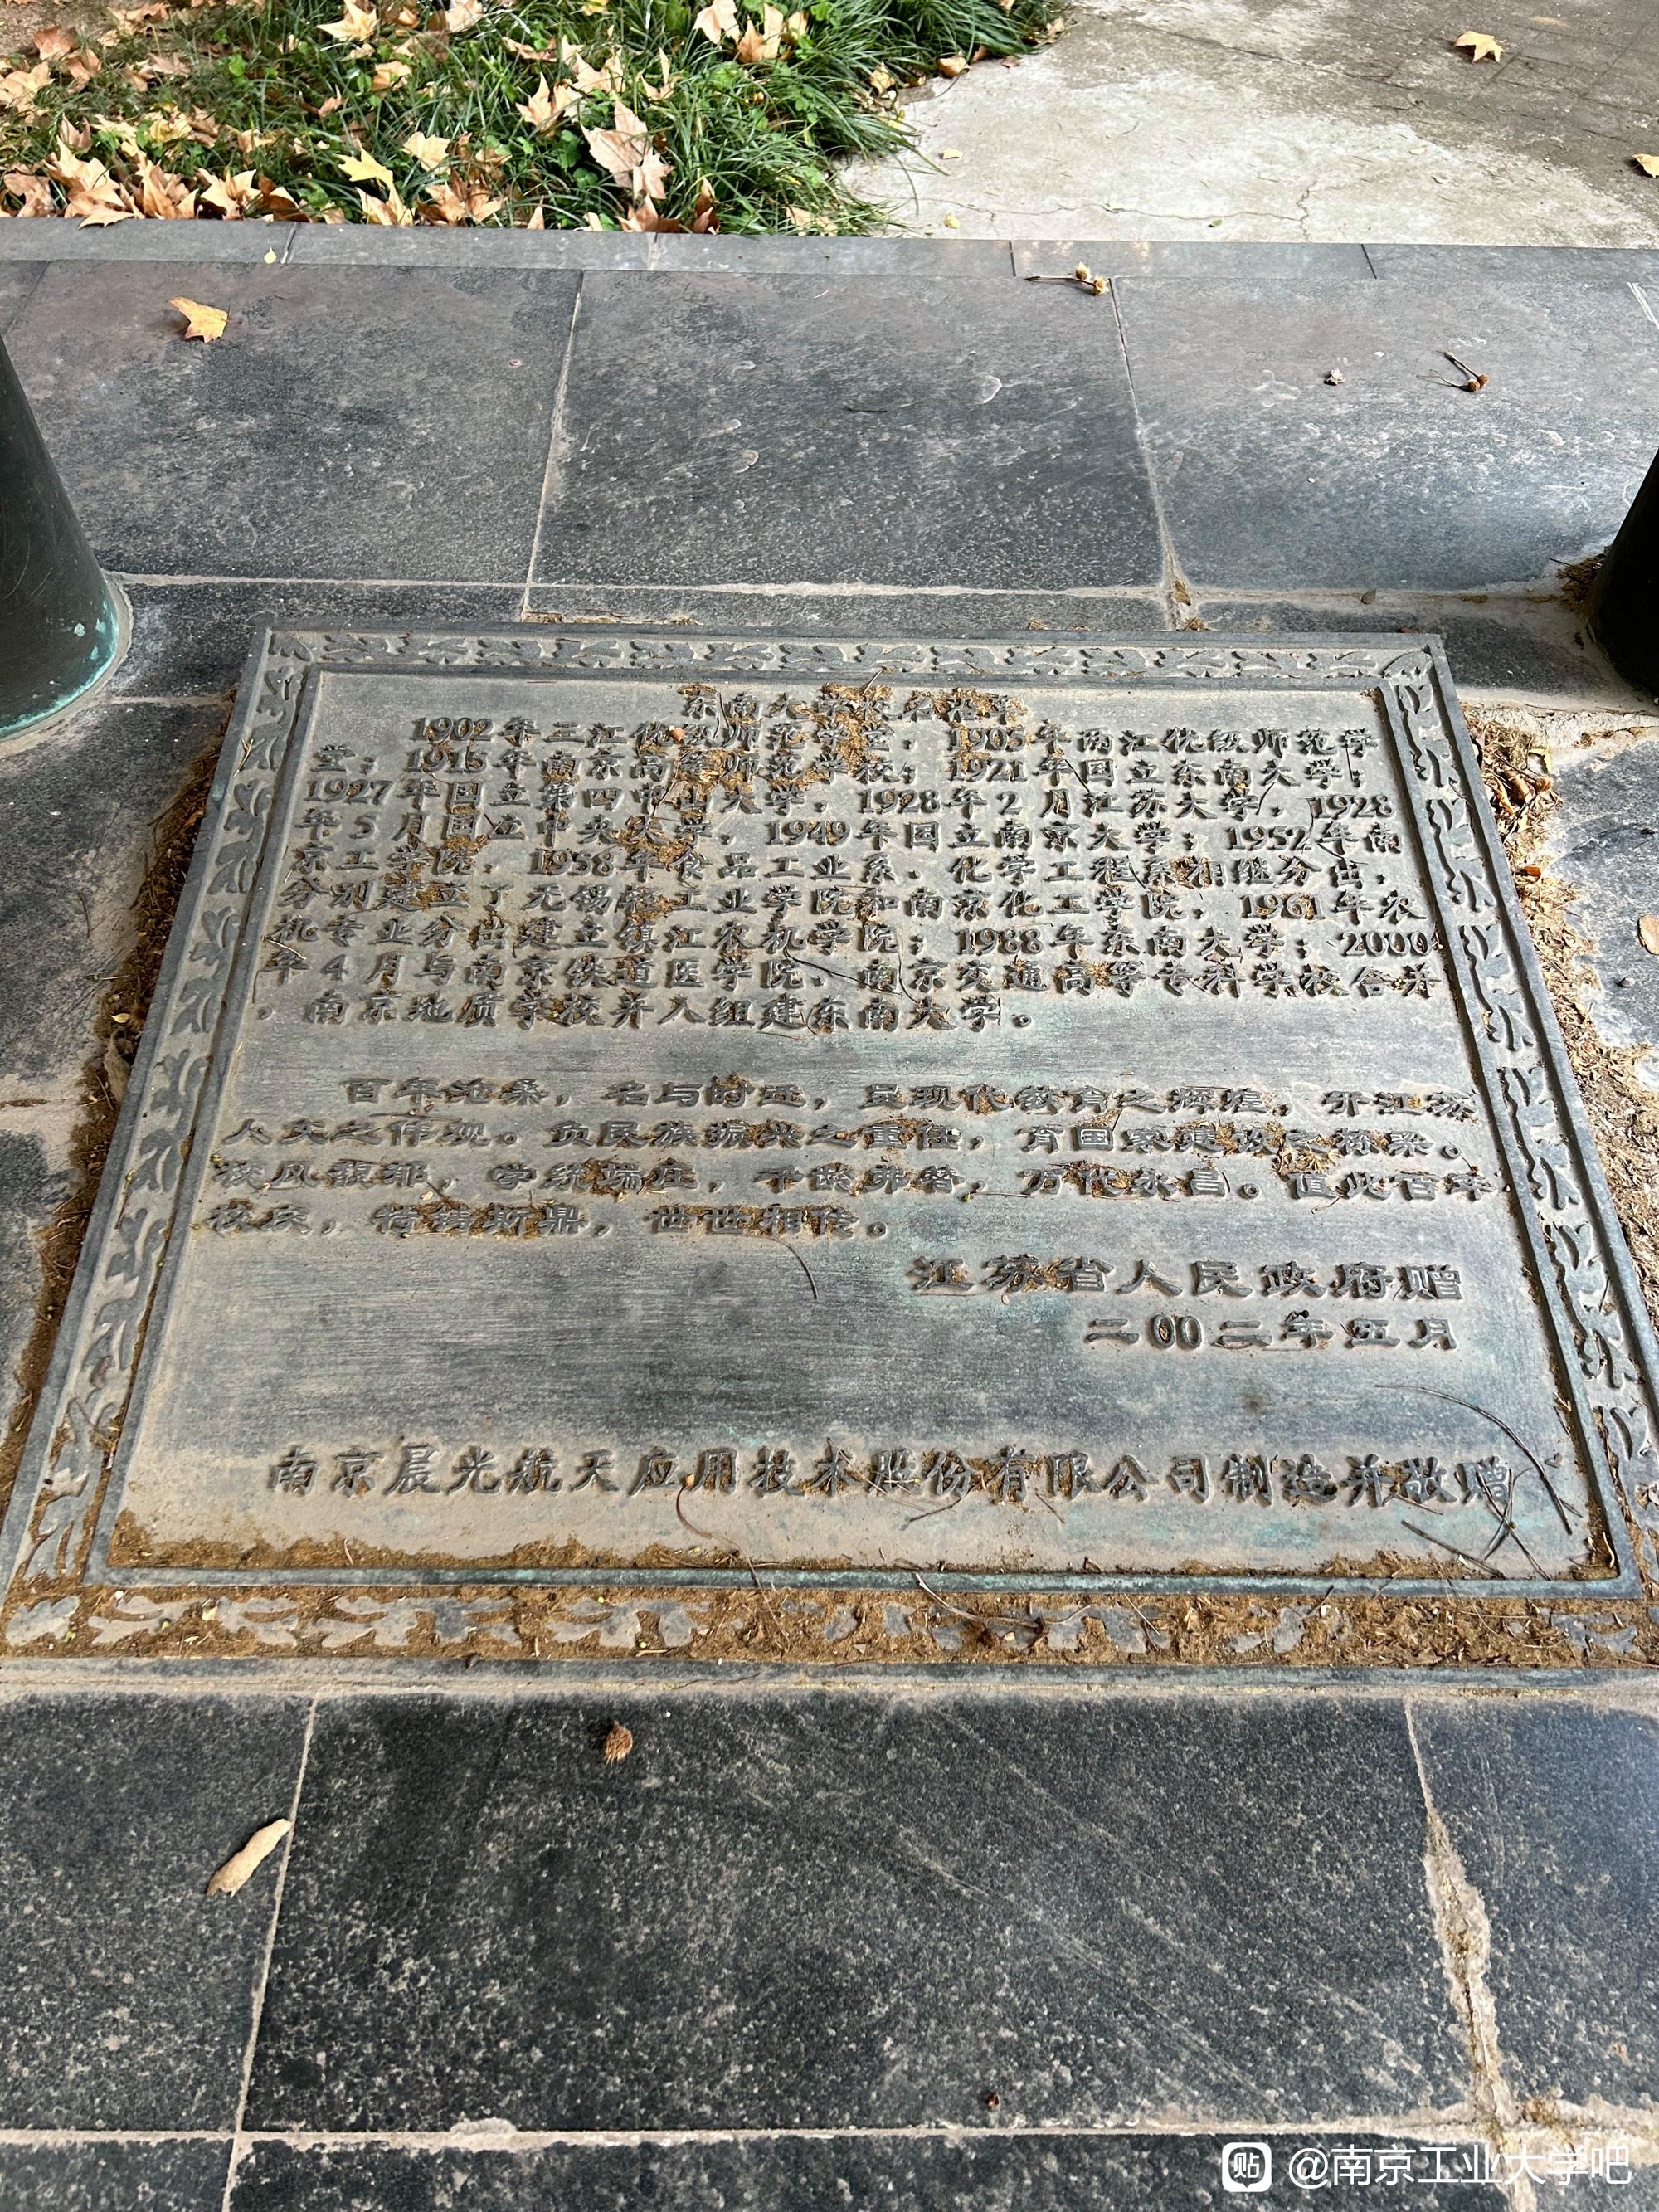 东南大学校名沿革
1902年三江优级师范学堂，1905年两江优级师范学
堂；1915年南京高等师范学校；1921年国立东南大学；
1927年国立第四中山大学，1928年2月江苏大学，1928
年5月国立中央大学，1949年国立南京大学；1952年南
京工学院，1958年食品工业系、化学工程系相继分出，
分别建立了无锡轻工业学院和南京化工学院，1961年农
机专业分出建立镇江农机学院；1988年东南大学；2000
年4月与南京铁道医学院、南京交通高等专科学校合并
，南京地质学校并入组建东南大学。
百年沧桑，名与时迁，呈现代教育之辉煌，开江苏
人文之伟观。负民族振兴之重任，育国家建设之栋梁。
校风馥郁，学统端庄，千龄弗替，万代永昌。值此百年
校庆，特铸斯鼎，世世相传。
江苏省人民政府赠
二00二年五月
南京晨光航天应用技术股份有限公司制造并敬赠
贴 @南京工业大学吧